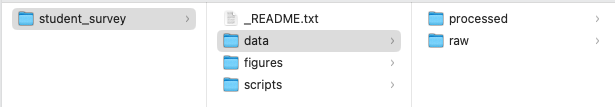 student_survey
_README.txt
data
figures
scripts
processed
raw